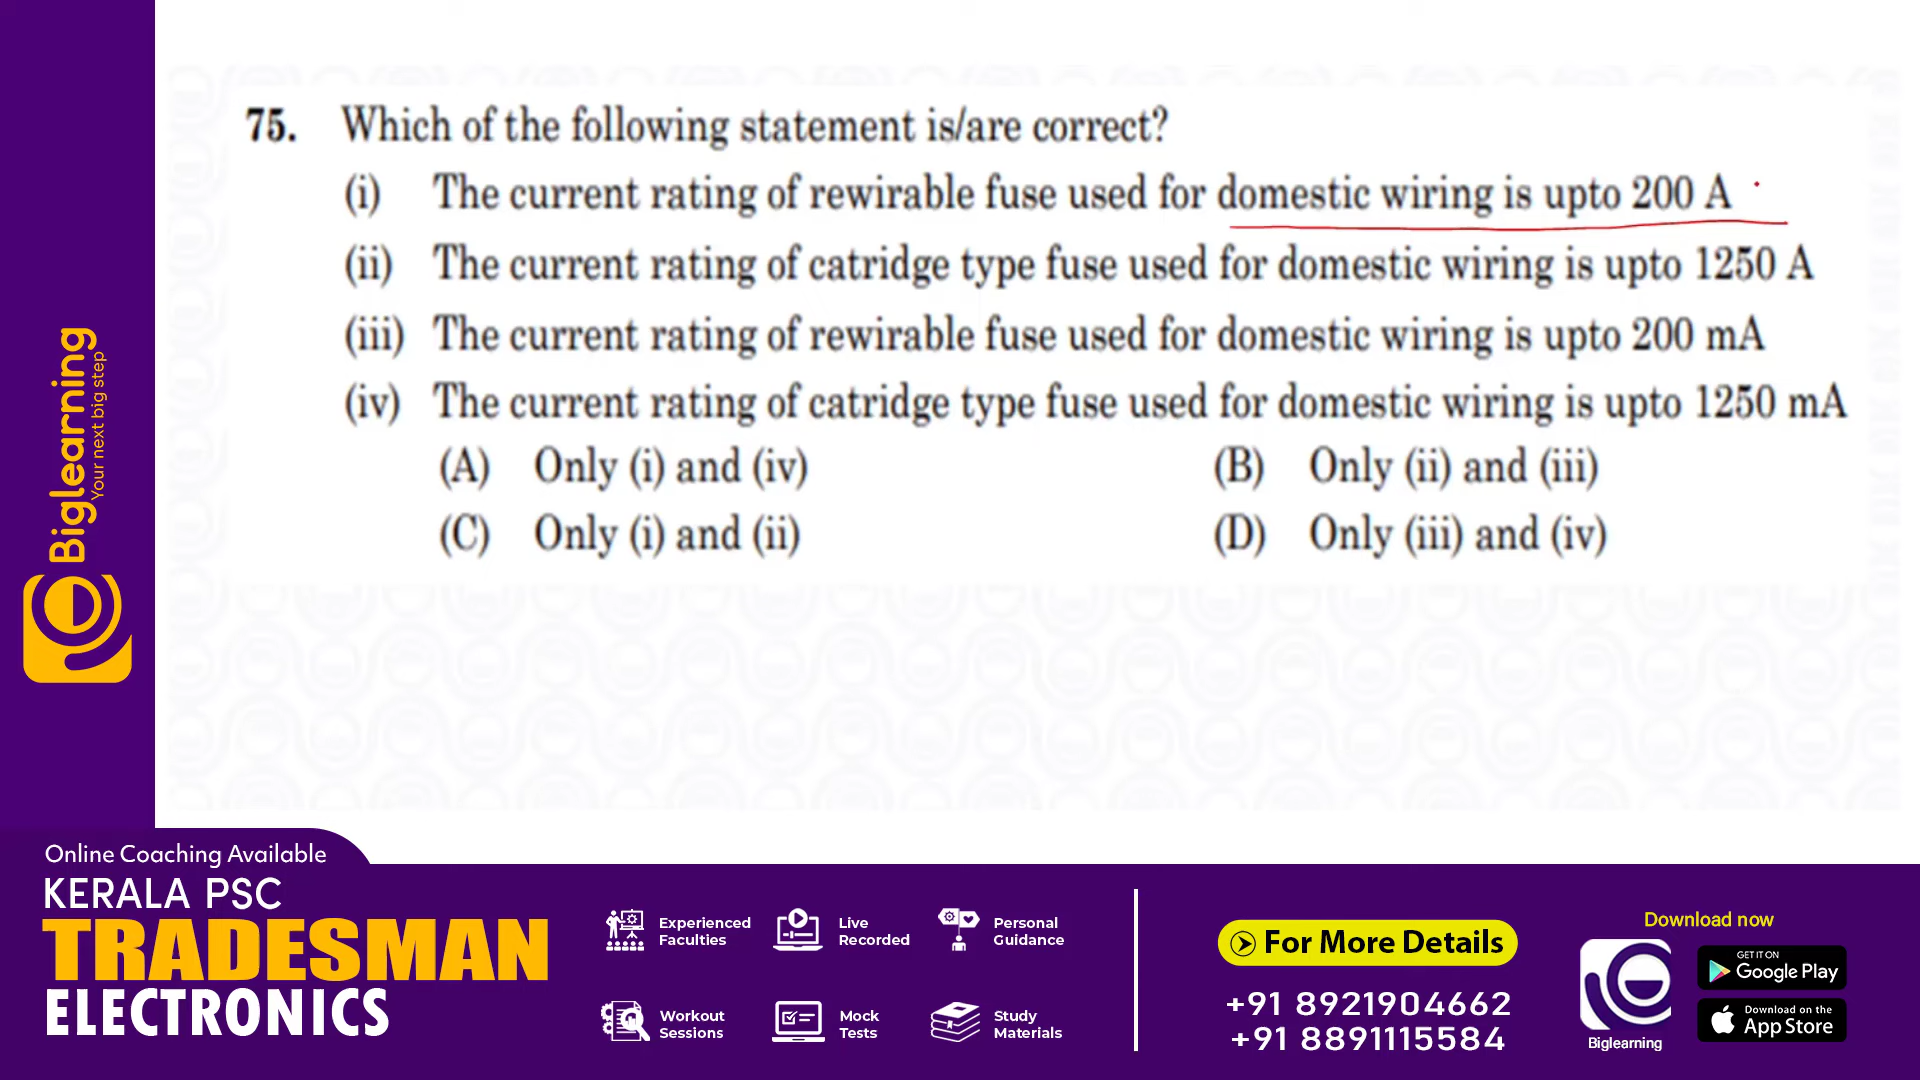 75. Which of the following statement is/are correct?
(i) The current rating of rewirable fuse used for domestic wiring is upto 200 A
(ii) The current rating of catridge type fuse used for domestic wiring is upto 1250 A
(iii) The current rating of rewirable fuse used for domestic wiring is upto 200 mA
(iv) The current rating of catridge type fuse used for domestic wiring is upto 1250 mA
(A) Only (i) and (iv) (B) Only (ii) and (iii)
(C) Only (i) and (ii) (D) Only (iii) and (iv)
Biglearning
Your next big step
Online Coaching Available
KERALA PSC
TRADESMAN
ELECTRONICS
Experienced
Faculties
Live
Recorded
Personal
Guidance
Workout
Sessions
Mock
Tests
Study
Materials
For More Details
+91 8921904662
+91 8891115584
Download now
Biglearning
GET IT ON
Google Play
Download on the
App Store